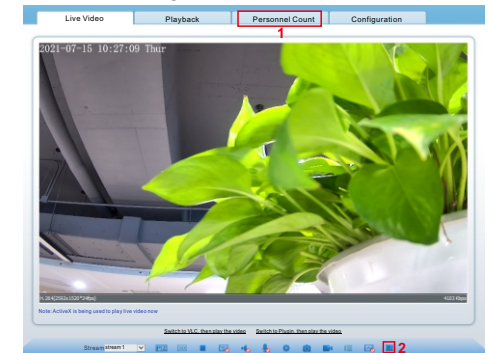 Live Video Playback Personnel Count Configuration
1
2021-07-15 10:27:09 Thur
Note: ActiveX is being used to play live video now
Switch to VLC, then play the video Switch to Plugin, then play the video
Stream stream 1
2